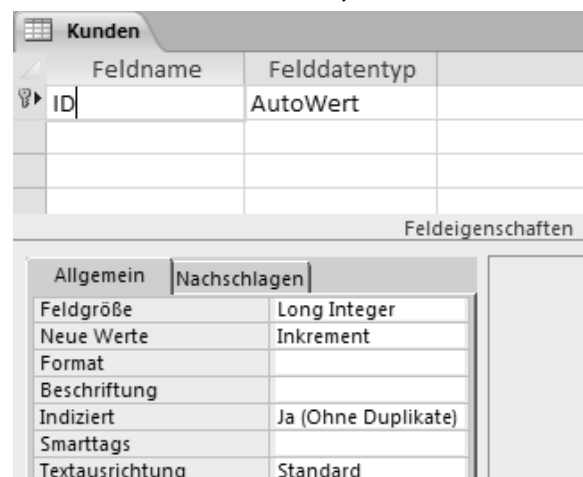 Kunden
Feldname Felddatentyp
ID AutoWert
Feldeigenschaften
Allgemein Nachschlagen
Feldgröße Long Integer
Neue Werte Inkrement
Format
Beschriftung
Indiziert Ja (Ohne Duplikate)
Smarttags
Textausrichtung Standard